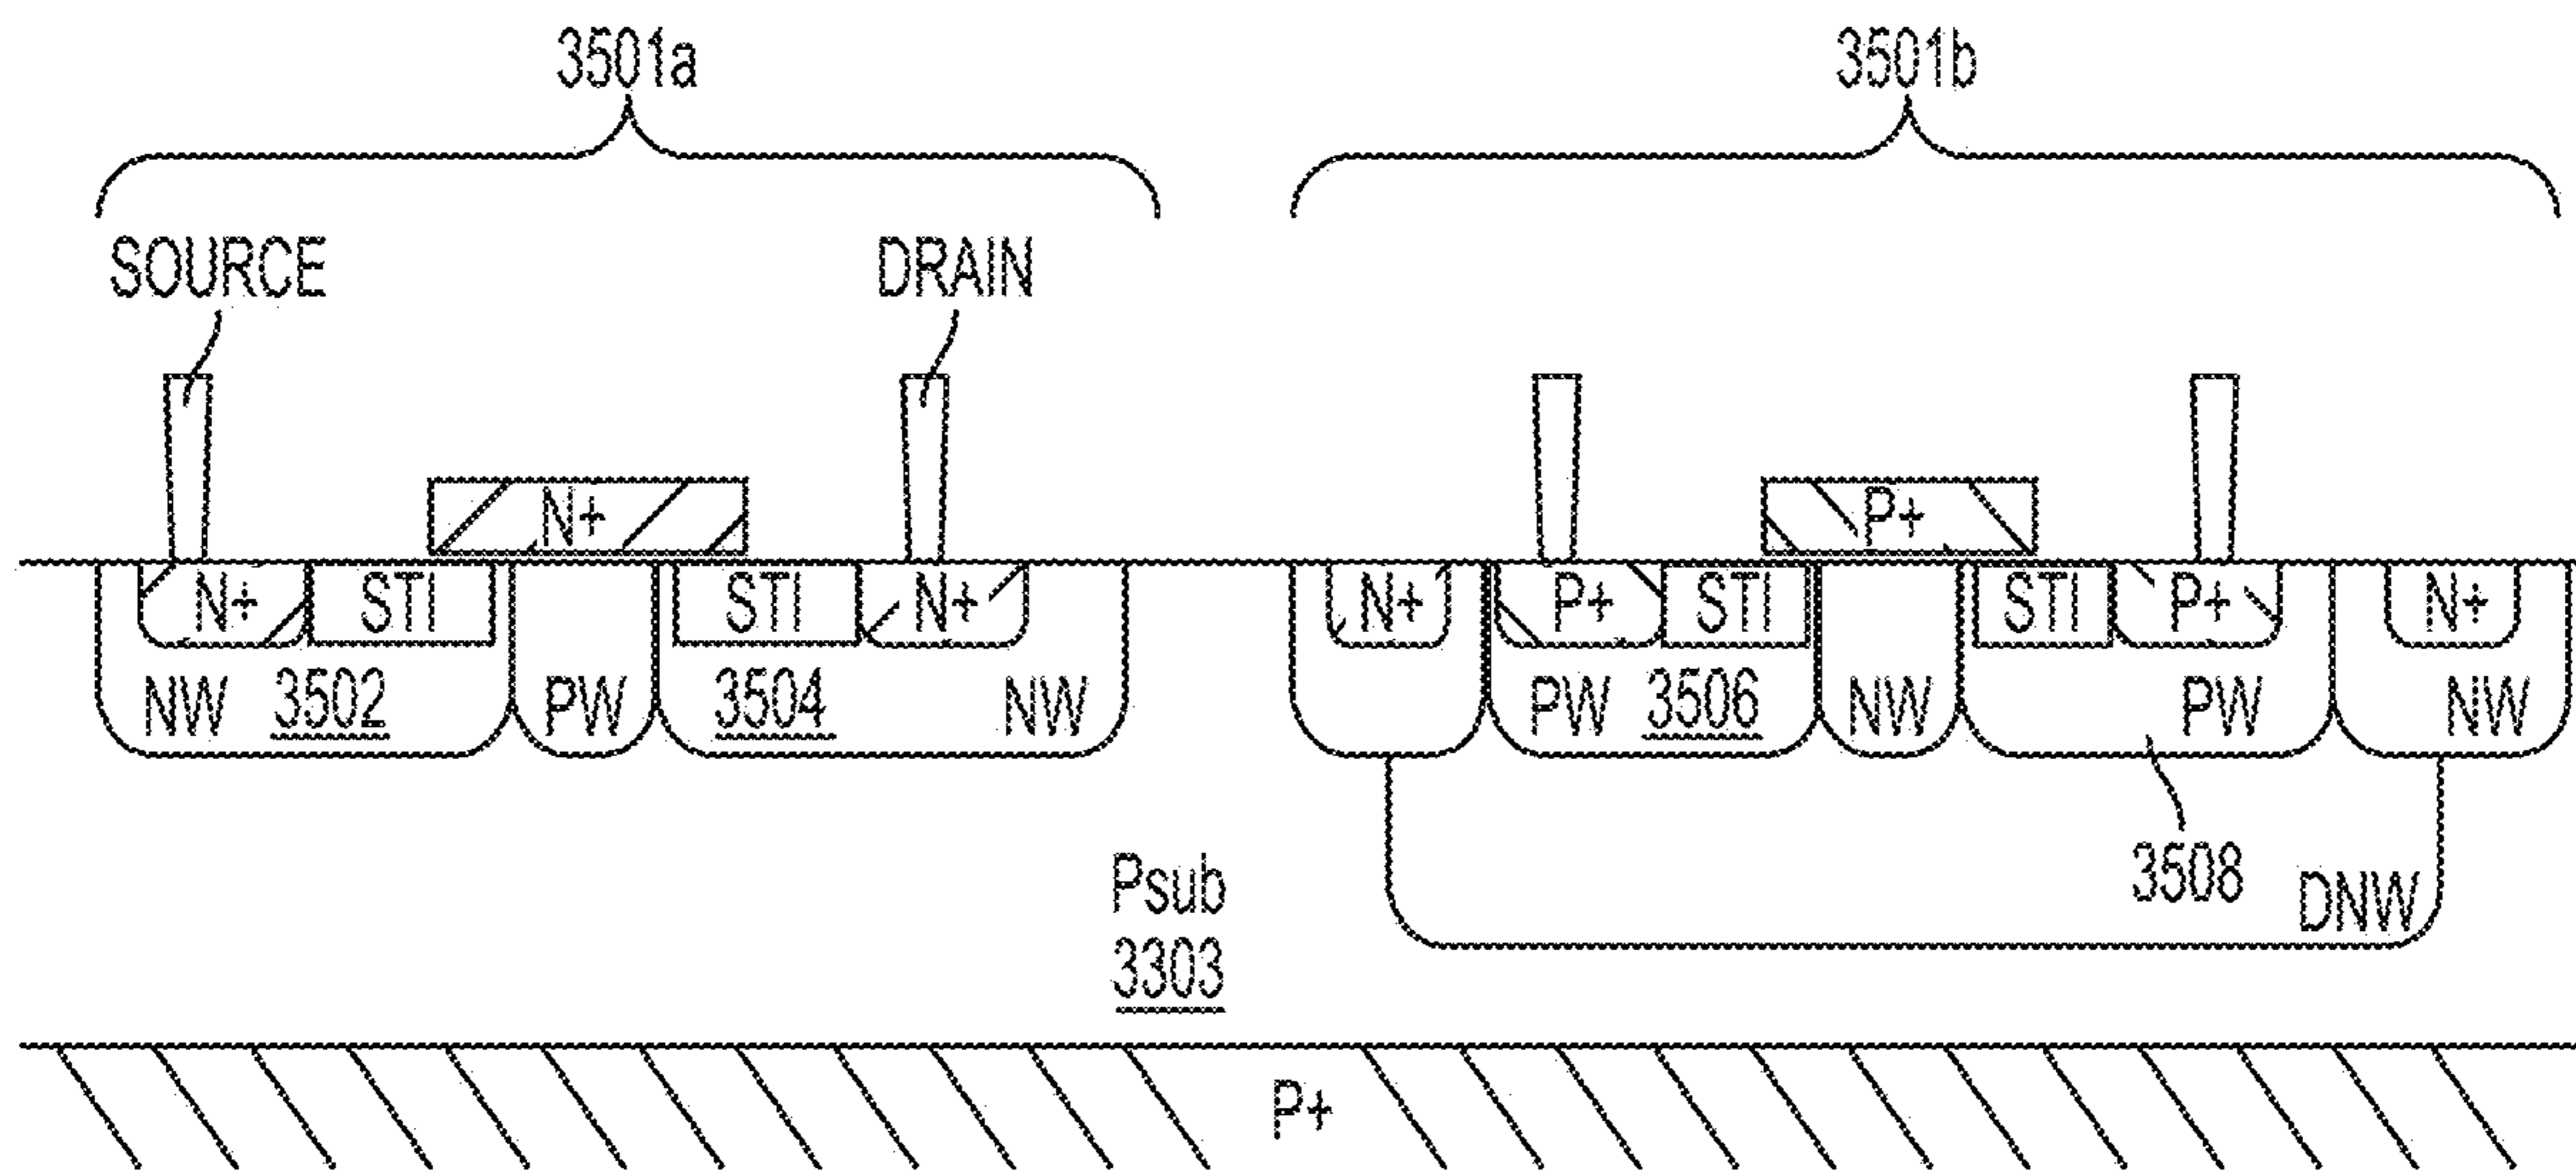 3501a 3501b
SOURCE DRAIN
N+ P+
N+ STI STI N+ N+ P+ STI STI P+ N+
NW 3502 PW 3504 NW PW 3506 NW PW NW
3508
DNW
Psub
3303
P+